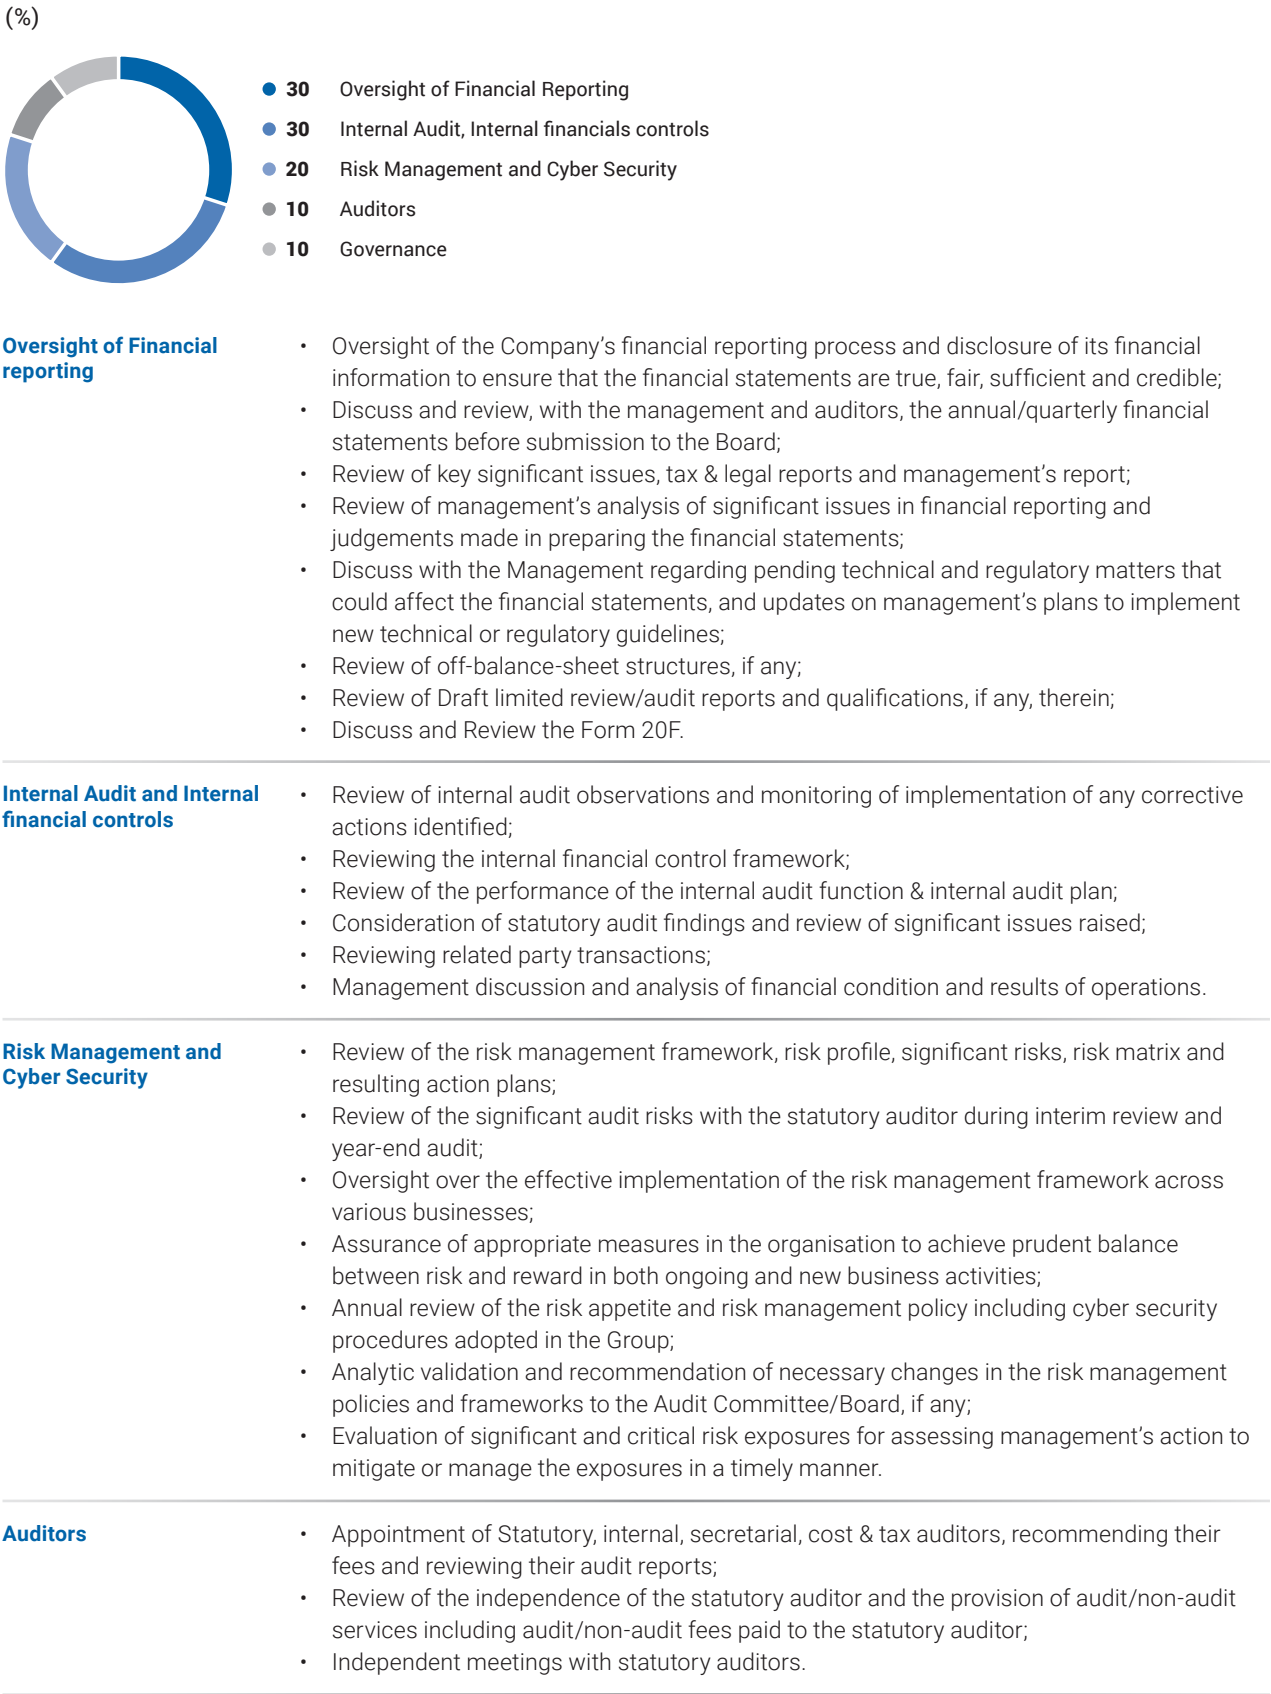 (%)
30 Oversight of Financial Reporting
30 Internal Audit, Internal financials controls
20 Risk Management and Cyber Security
10 Auditors
10 Governance
Oversight of Financial
reporting
• Oversight of the Company’s financial reporting process and disclosure of its financial
information to ensure that the financial statements are true, fair, sufficient and credible;
• Discuss and review, with the management and auditors, the annual/quarterly financial
statements before submission to the Board;
• Review of key significant issues, tax & legal reports and management’s report;
• Review of management’s analysis of significant issues in financial reporting and
judgements made in preparing the financial statements;
• Discuss with the Management regarding pending technical and regulatory matters that
could affect the financial statements, and updates on management’s plans to implement
new technical or regulatory guidelines;
• Review of off-balance-sheet structures, if any;
• Review of Draft limited review/audit reports and qualifications, if any, therein;
• Discuss and Review the Form 20F.
Internal Audit and Internal
financial controls
• Review of internal audit observations and monitoring of implementation of any corrective
actions identified;
• Reviewing the internal financial control framework;
• Review of the performance of the internal audit function & internal audit plan;
• Consideration of statutory audit findings and review of significant issues raised;
• Reviewing related party transactions;
• Management discussion and analysis of financial condition and results of operations.
Risk Management and
Cyber Security
• Review of the risk management framework, risk profile, significant risks, risk matrix and
resulting action plans;
• Review of the significant audit risks with the statutory auditor during interim review and
year-end audit;
• Oversight over the effective implementation of the risk management framework across
various businesses;
• Assurance of appropriate measures in the organisation to achieve prudent balance
between risk and reward in both ongoing and new business activities;
• Annual review of the risk appetite and risk management policy including cyber security
procedures adopted in the Group;
• Analytic validation and recommendation of necessary changes in the risk management
policies and frameworks to the Audit Committee/Board, if any;
• Evaluation of significant and critical risk exposures for assessing management’s action to
mitigate or manage the exposures in a timely manner.
Auditors
• Appointment of Statutory, internal, secretarial, cost & tax auditors, recommending their
fees and reviewing their audit reports;
• Review of the independence of the statutory auditor and the provision of audit/non-audit
services including audit/non-audit fees paid to the statutory auditor;
• Independent meetings with statutory auditors.